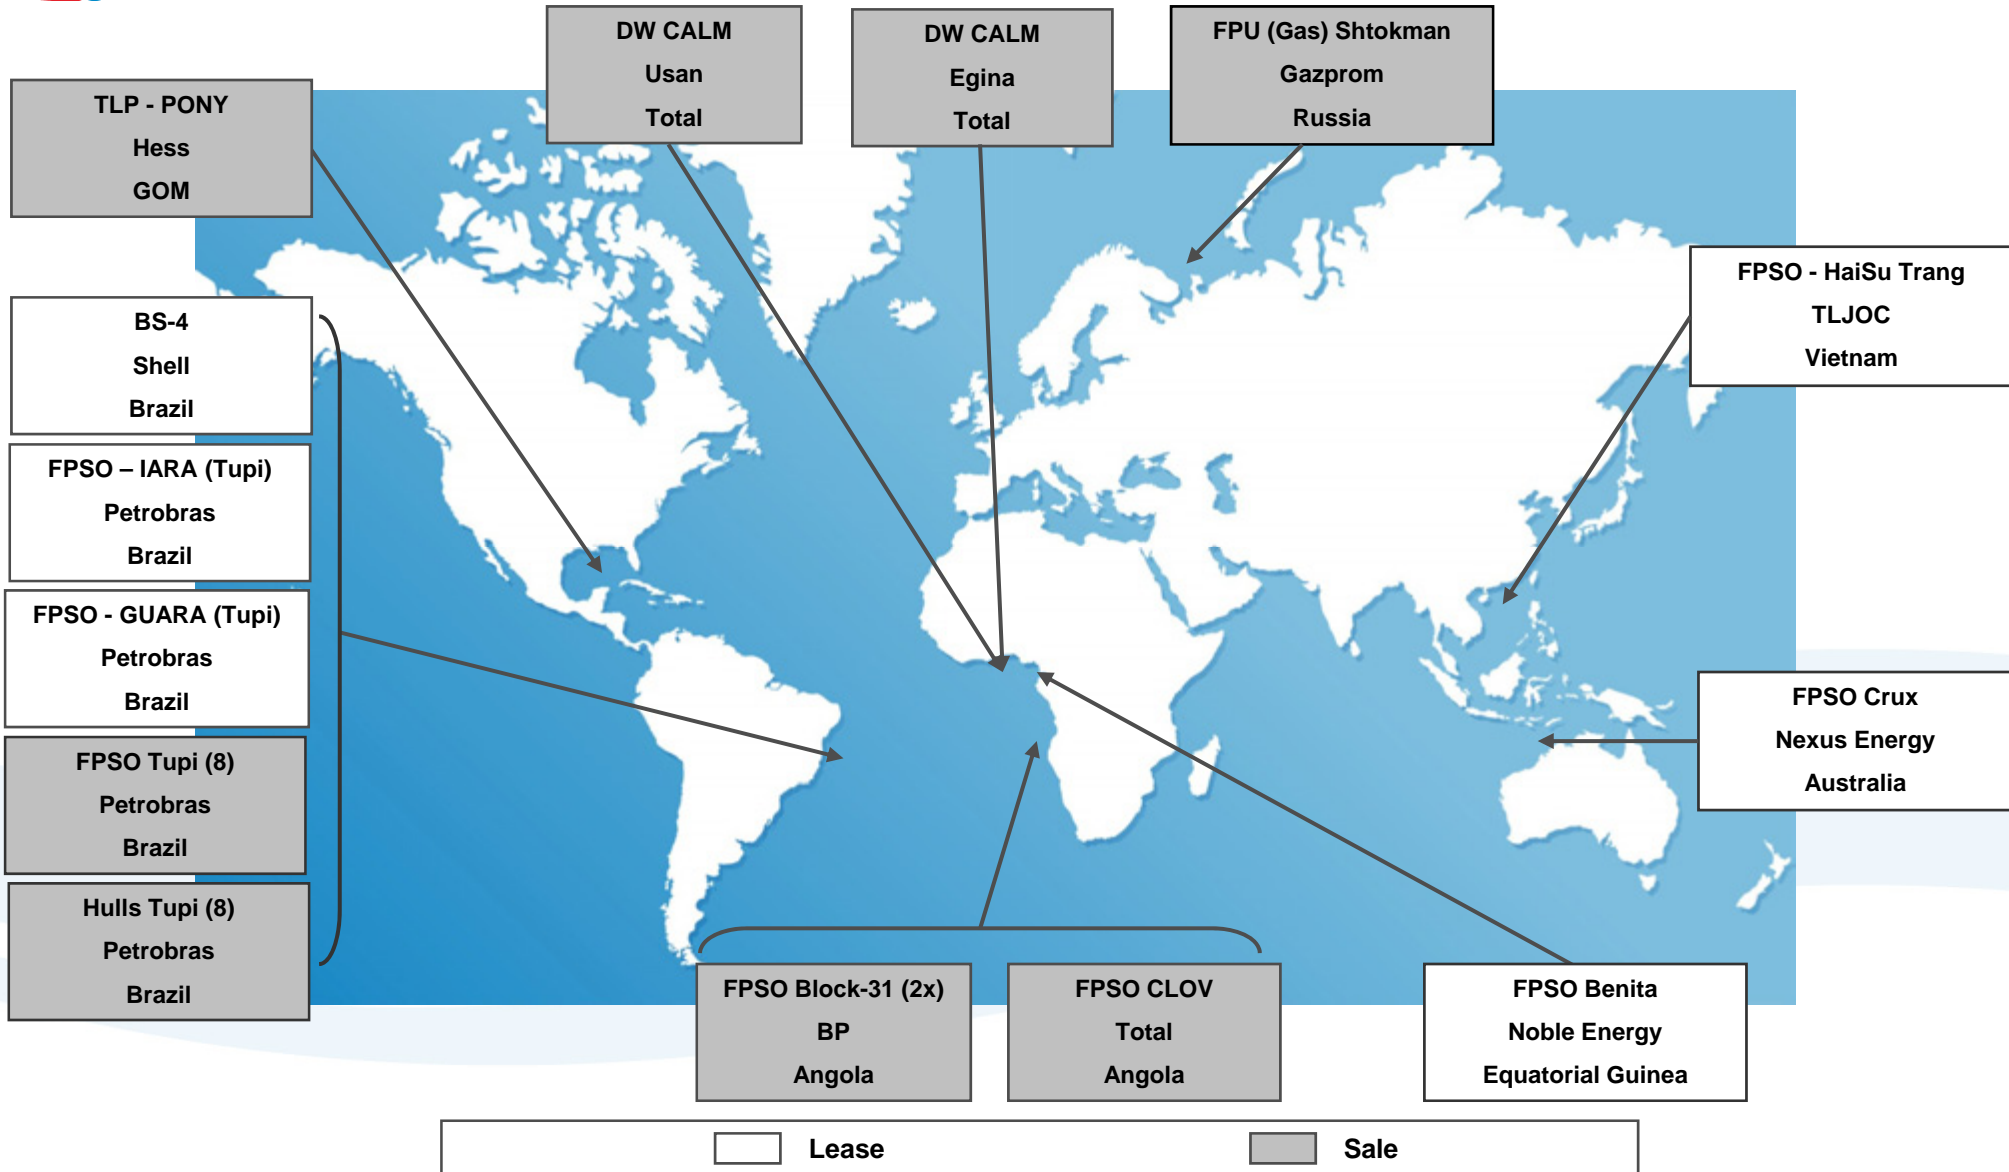 DW CALM
Usan
Total
DW CALM
Egina
Total
FPU (Gas) Shtokman
Gazprom
Russia
TLP - PONY
Hess
GOM
FPSO - HaiSu Trang
TLJOC
Vietnam
BS-4
Shell
Brazil
FPSO – IARA (Tupi)
Petrobras
Brazil
FPSO - GUARA (Tupi)
Petrobras
Brazil
FPSO Tupi (8)
Petrobras
Brazil
Hulls Tupi (8)
Petrobras
Brazil
FPSO Crux
Nexus Energy
Australia
FPSO Block-31 (2x)
BP
Angola
FPSO CLOV
Total
Angola
FPSO Benita
Noble Energy
Equatorial Guinea
Lease
Sale